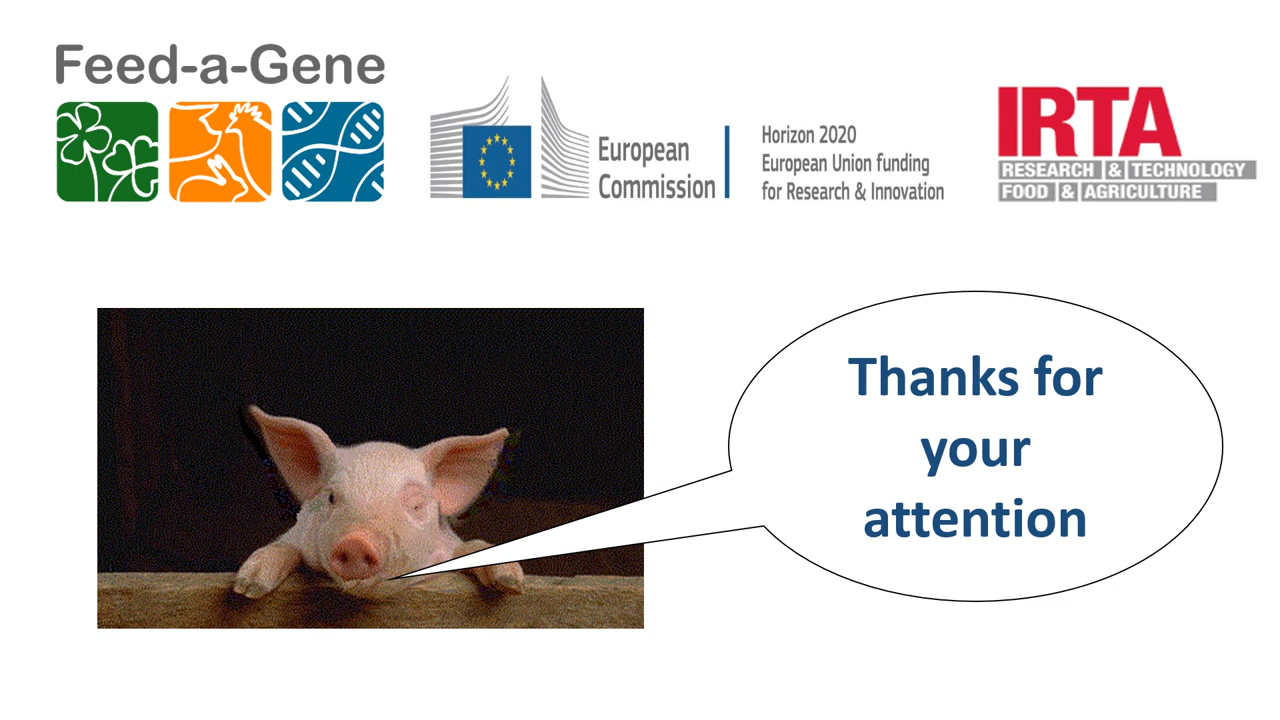 Feed-a-Gene
European
Commission
Horizon 2020
European Union funding
for Research & Innovation
IRTA
RESEARCH & TECHNOLOGY
FOOD & AGRICULTURE
Thanks for
your
attention